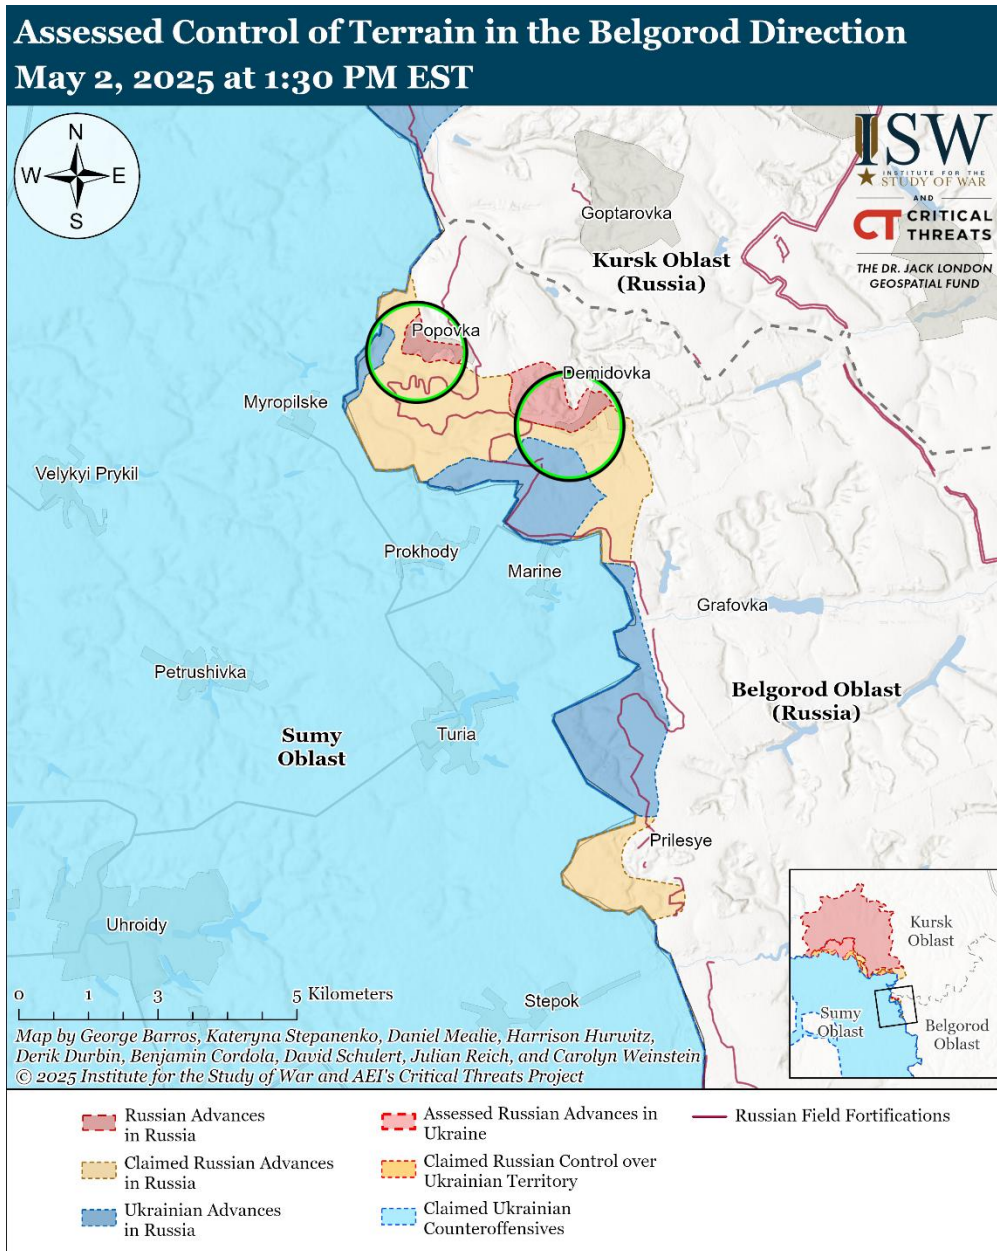 Assessed Control of Terrain in the Belgorod Direction
May 2, 2025 at 1:30 PM EST
N
W
E
S
ISW
INSTITUTE FOR THE
STUDY OF WAR
AND
CT CRITICAL
THREATS
THE DR. JACK LONDON
GEOSPATIAL FUND
Goptarovka
Kursk Oblast
(Russia)
Popovka
Demidovka
Myropilske
Velykyi Prykil
Prokhody
Marine
Grafovka
Petrushivka
Belgorod Oblast
(Russia)
Sumy
Oblast
Turia
Prilesye
Uhroidy
Stepok
Kursk
Oblast
Sumy
Oblast
Belgorod
Oblast
0 1 3 5 Kilometers
Map by George Barros, Kateryna Stepanenko, Daniel Mealie, Harrison Hurwitz,
Derik Durbin, Benjamin Cordola, David Schulert, Julian Reich, and Carolyn Weinstein
© 2025 Institute for the Study of War and AEI's Critical Threats Project
Russian Advances
in Russia
Claimed Russian Advances
in Russia
Ukrainian Advances
in Russia
Assessed Russian Advances in
Ukraine
Claimed Russian Control over
Ukrainian Territory
Claimed Ukrainian
Counteroffensives
Russian Field Fortifications